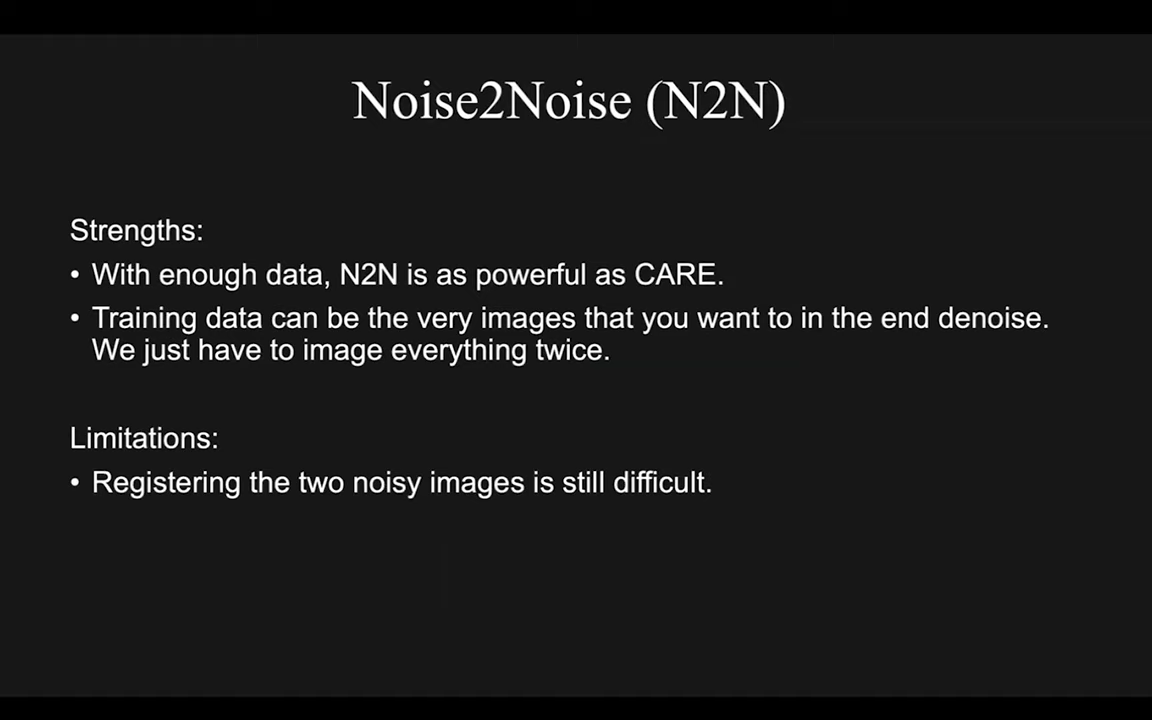 Noise2Noise (N2N)
Strengths:
• With enough data, N2N is as powerful as CARE.
• Training data can be the very images that you want to in the end denoise.
We just have to image everything twice.
Limitations:
• Registering the two noisy images is still difficult.